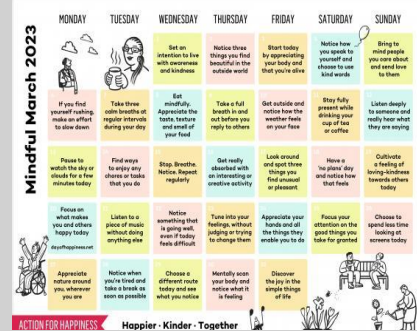 Mindful March 2023
MONDAY TUESDAY WEDNESDAY THURSDAY FRIDAY SATURDAY SUNDAY
Set an
intention to live
with awareness
and kindness
Notice three
things you find
beautiful in the
outside world
Start today
by appreciating
your body and
that you're alive
Notice how
you speak to
yourself and
choose to use
kind words
Bring to
mind people
you care about
and send love
to them
If you find
yourself rushing,
make an effort
to slow down
Take three
calm breaths at
regular intervals
during your day
Eat
mindfully.
Appreciate the
taste, texture
and smell of
your food
Take a full
breath in and
out before you
reply to others
Get outside and
notice how the
weather feels
on your face
Stay fully
present while
drinking your
cup of tea
or coffee
Listen deeply
to someone and
really hear what
they are saying
Pause to
watch the sky or
clouds for a few
minutes today
Find ways
to enjoy any
chores or tasks
that you do
Stop. Breathe.
Notice. Repeat
regularly
Get really
absorbed with
an interesting or
creative activity
Look around
and spot three
things you
find unusual
or pleasant
Have a
'no plans' day
and notice how
that feels
Cultivate
a feeling of
loving-kindness
towards others
today
Focus on
what makes
you and others
happy today
dayofhappiness.net
Listen to a
piece of music
without doing
anything else
Notice
something that
is going well,
even if today
feels difficult
Tune into your
feelings, without
judging or trying
to change them
Appreciate your
hands and all
the things they
enable you to do
Focus your
attention on the
good things you
take for granted
Choose to
spend less time
looking at
screens today
Appreciate
nature around
you, wherever
you are
Notice when
you're tired and
take a break as
soon as possible
Choose a
different route
today and see
what you notice
Mentally scan
your body and
notice what it
is feeling
Discover
the joy in the
simple things
of life
ACTION FOR HAPPINESS
Happier · Kinder · Together